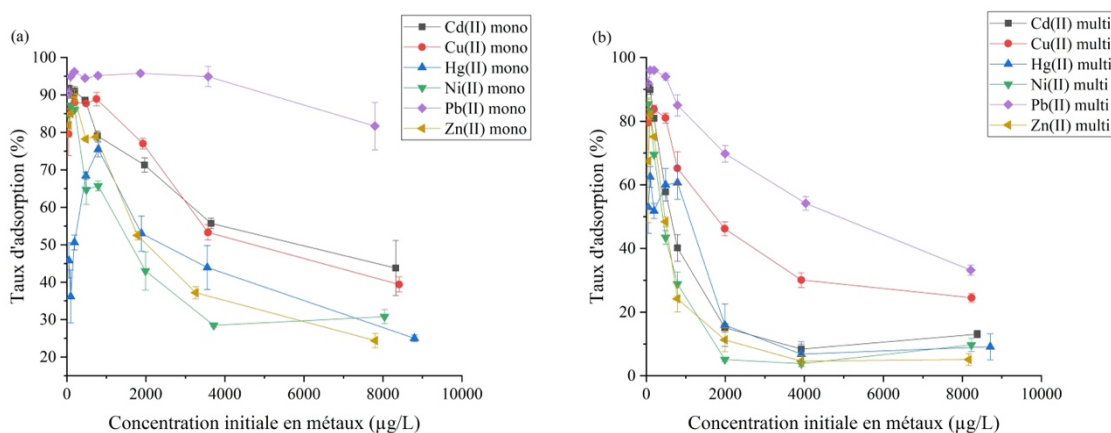 (a)
Cd(II) mono
Cu(II) mono
Hg(II) mono
Ni(II) mono
Pb(II) mono
Zn(II) mono
100
90
80
70
60
50
40
30
20
Taux d'adsorption (%)
0
2000
4000
6000
8000
10000
Concentration initiale en métaux (µg/L)
(b)
Cd(II) multi
Cu(II) multi
Hg(II) multi
Ni(II) multi
Pb(II) multi
Zn(II) multi
100
80
60
40
20
0
Taux d'adsorption (%)
0
2000
4000
6000
8000
10000
Concentration initiale en métaux (µg/L)